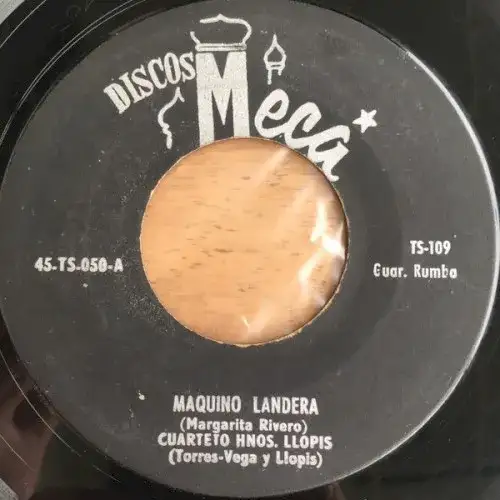 DISCOS
Meca
45-TS-050-A
TS-109
Guar. Rumba
MAQUINO LANDERA
(Margarita Rivero)
CUARTETO HNOS. LLOPIS
(Torres-Vega y Llopis)